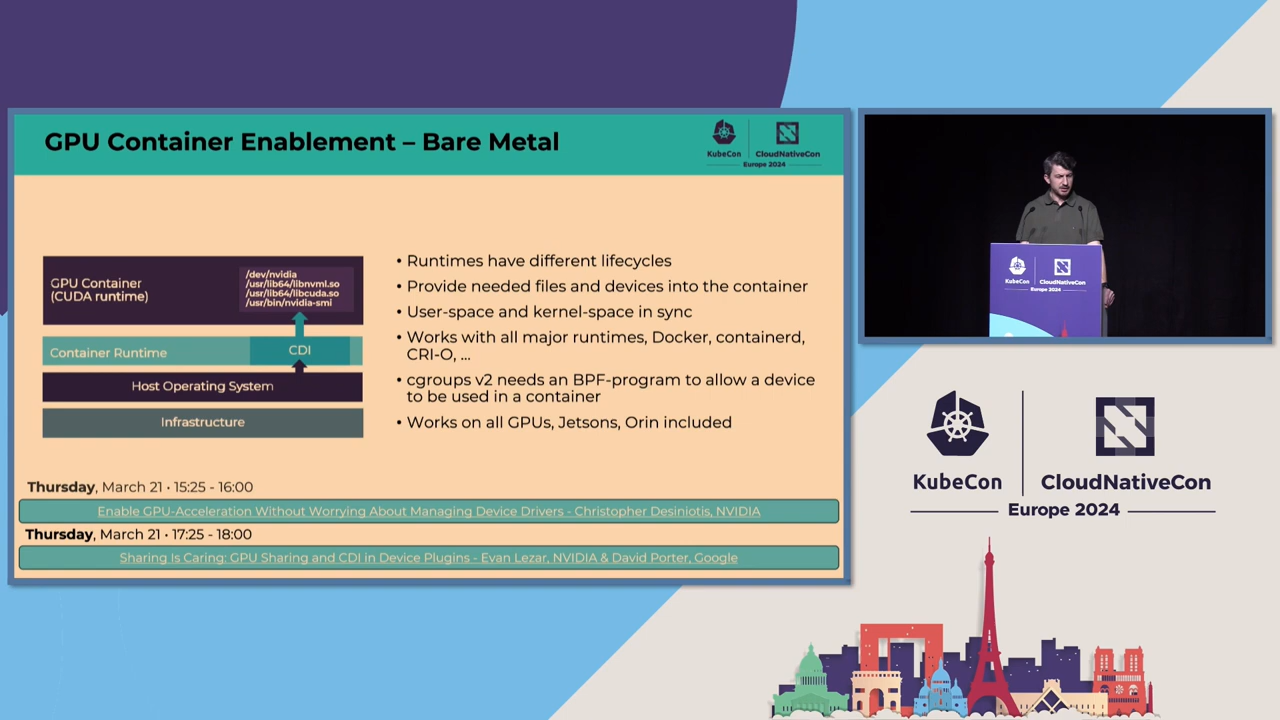 GPU Container Enablement – Bare Metal
KubeCon
CloudNativeCon
Europe 2024
GPU Container
(CUDA runtime)
/dev/nvidia
/usr/lib64/libnvml.so
/usr/lib64/libcuda.so
/usr/bin/nvidia-smi
Container Runtime
CDI
Host Operating System
Infrastructure
• Runtimes have different lifecycles
• Provide needed files and devices into the container
• User-space and kernel-space in sync
• Works with all major runtimes, Docker, containerd,
CRI-O, ...
• cgroups v2 needs an BPF-program to allow a device
to be used in a container
• Works on all GPUs, Jetsons, Orin included
Thursday, March 21 • 15:25 - 16:00
Enable GPU-Acceleration Without Worrying About Managing Device Drivers - Christopher Desiniotis, NVIDIA
Thursday, March 21 • 17:25 - 18:00
Sharing Is Caring: GPU Sharing and CDI in Device Plugins - Evan Lezar, NVIDIA & David Porter, Google
KubeCon
CloudNativeCon
Europe 2024
KubeCon
CloudNativeCon
Europe 2024